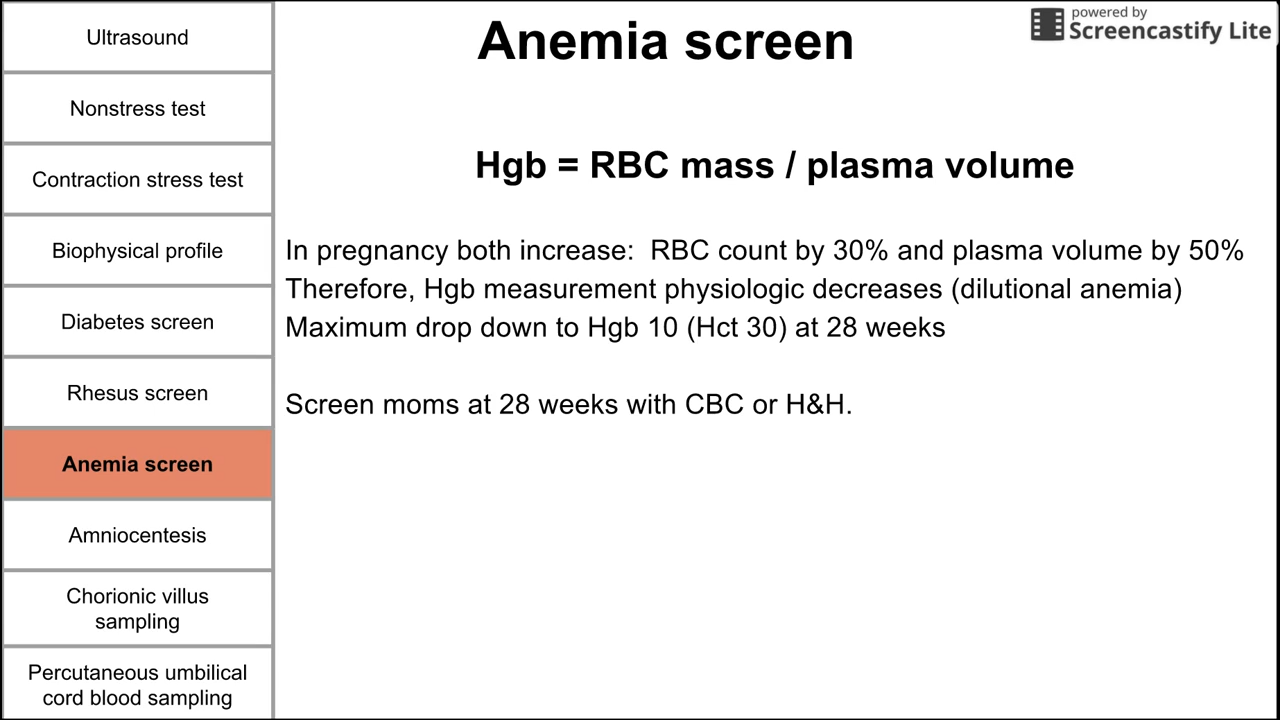 Ultrasound
Nonstress test
Contraction stress test
Biophysical profile
Diabetes screen
Rhesus screen
Anemia screen
Amniocentesis
Chorionic villus
sampling
Percutaneous umbilical
cord blood sampling
Anemia screen
powered by
Screencastify Lite
Hgb = RBC mass / plasma volume
In pregnancy both increase:  RBC count by 30% and plasma volume by 50%
Therefore, Hgb measurement physiologic decreases (dilutional anemia)
Maximum drop down to Hgb 10 (Hct 30) at 28 weeks
Screen moms at 28 weeks with CBC or H&H.